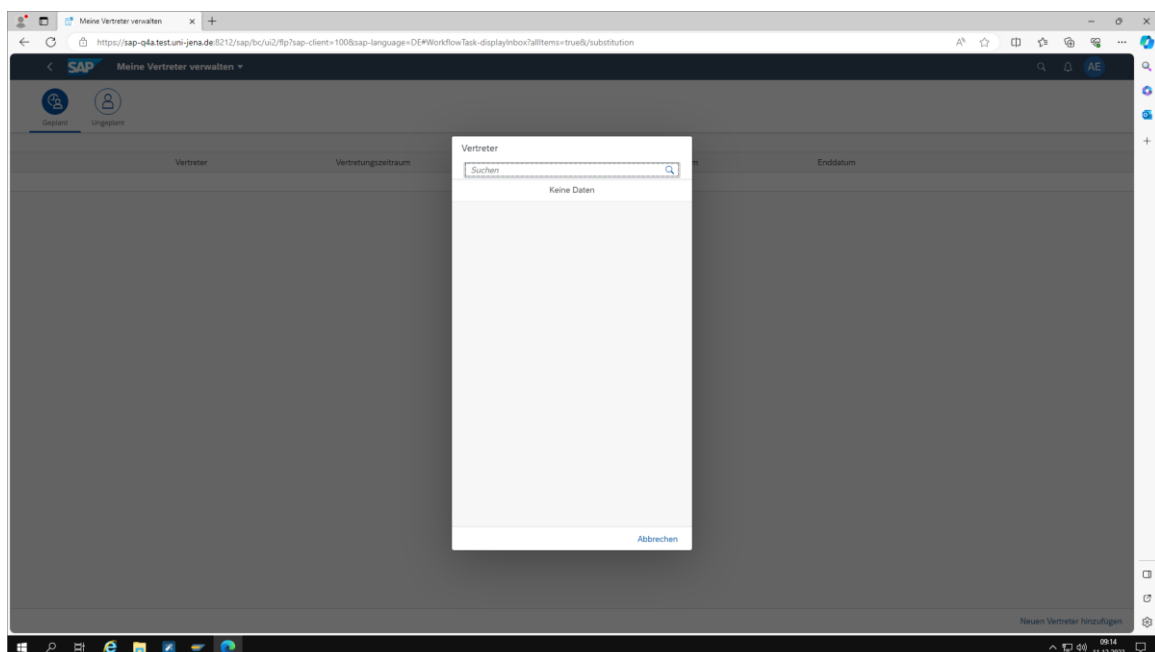 Meine Vertreter verwalten
https://sap-q4a.test.uni-jena.de:8212/sap/bc/ui2/flp?sap-client=100&sap-language=DE#WorkflowTask-displayInbox?allItems=true&/substitution
SAP Meine Vertreter verwalten
AE
Geplant Ungeplant
Vertreter
Vertreter Vertretungszeitraum Enddatum
Suchen
Keine Daten
Abbrechen
Neuen Vertreter hinzufügen
09:14